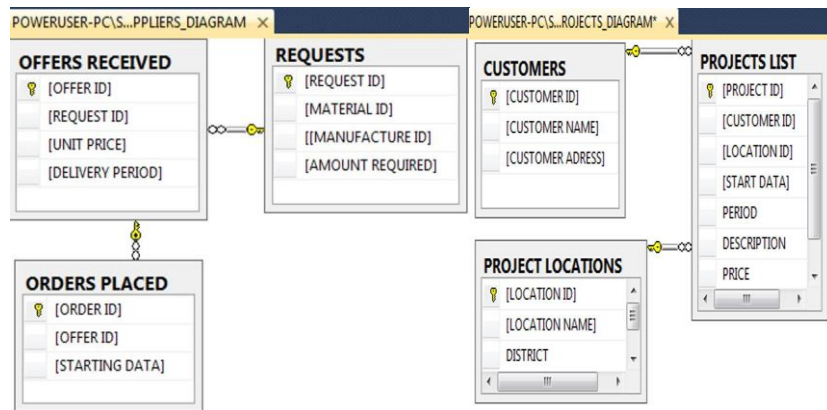 POWERUSER-PC\S...PPLIERS_DIAGRAM ×
OFFERS RECEIVED
[OFFER ID]
[REQUEST ID]
[UNIT PRICE]
[DELIVERY PERIOD]
REQUESTS
[REQUEST ID]
[MATERIAL ID]
[[MANUFACTURE ID]
[AMOUNT REQUIRED]
ORDERS PLACED
[ORDER ID]
[OFFER ID]
[STARTING DATA]
POWERUSER-PC\S...ROJECTS_DIAGRAM* ×
CUSTOMERS
[CUSTOMER ID]
[CUSTOMER NAME]
[CUSTOMER ADRESS]
PROJECTS LIST
[PROJECT ID]
[CUSTOMER ID]
[LOCATION ID]
[START DATA]
PERIOD
DESCRIPTION
PRICE
PROJECT LOCATIONS
[LOCATION ID]
[LOCATION NAME]
DISTRICT